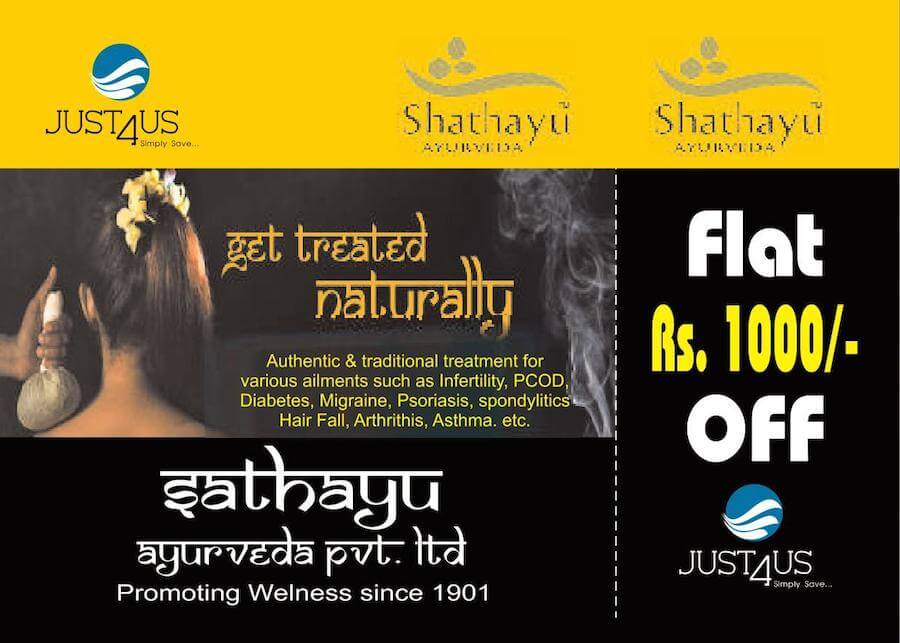 JUST4US
Simply Save...
Shathayu
AYURVEDA
Shathayu
AYURVEDA
get treated
naturally
Authentic & traditional treatment for
various ailments such as Infertility, PCOD,
Diabetes, Migraine, Psoriasis, spondylitics
Hair Fall, Arthrithis, Asthma. etc.
sathayu
ayurveda pvt. ltd
Promoting Welness since 1901
Flat
Rs. 1000/-
OFF
JUST4US
Simply Save...